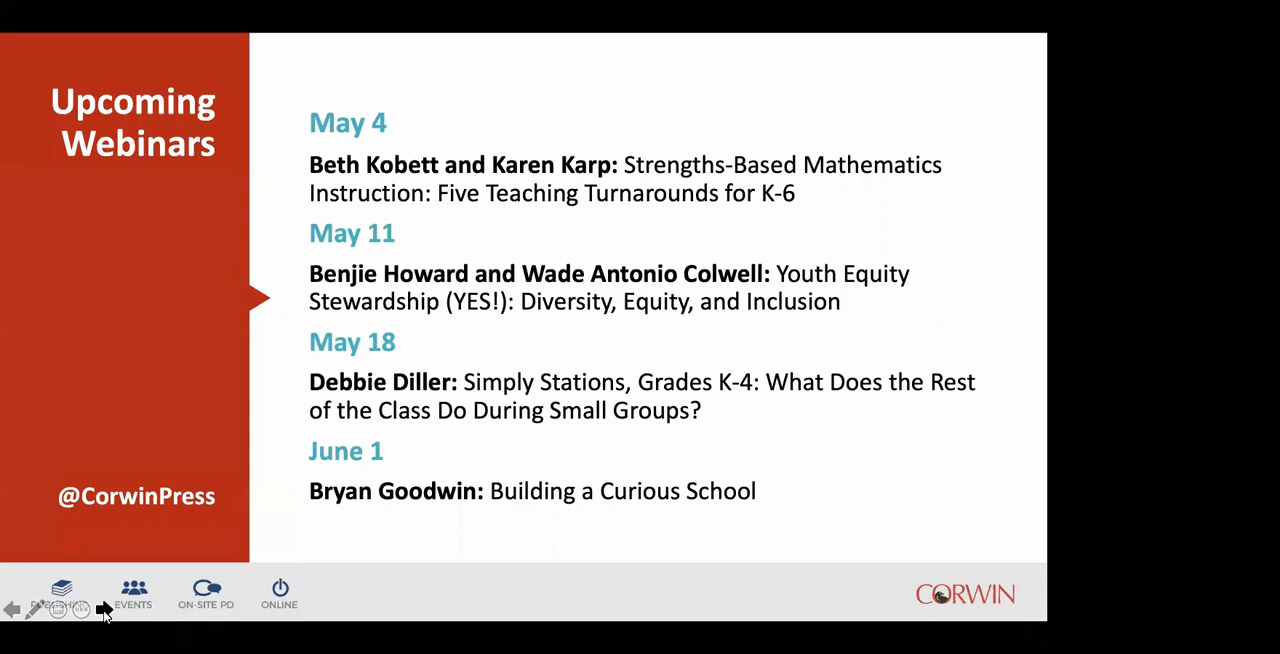 Upcoming
Webinars
May 4
Beth Kobett and Karen Karp: Strengths-Based Mathematics
Instruction: Five Teaching Turnarounds for K-6
May 11
Benjie Howard and Wade Antonio Colwell: Youth Equity
Stewardship (YES!): Diversity, Equity, and Inclusion
May 18
Debbie Diller: Simply Stations, Grades K-4: What Does the Rest
of the Class Do During Small Groups?
June 1
Bryan Goodwin: Building a Curious School
@CorwinPress
EVENTS
ON-SITE PD
ONLINE
CORWIN